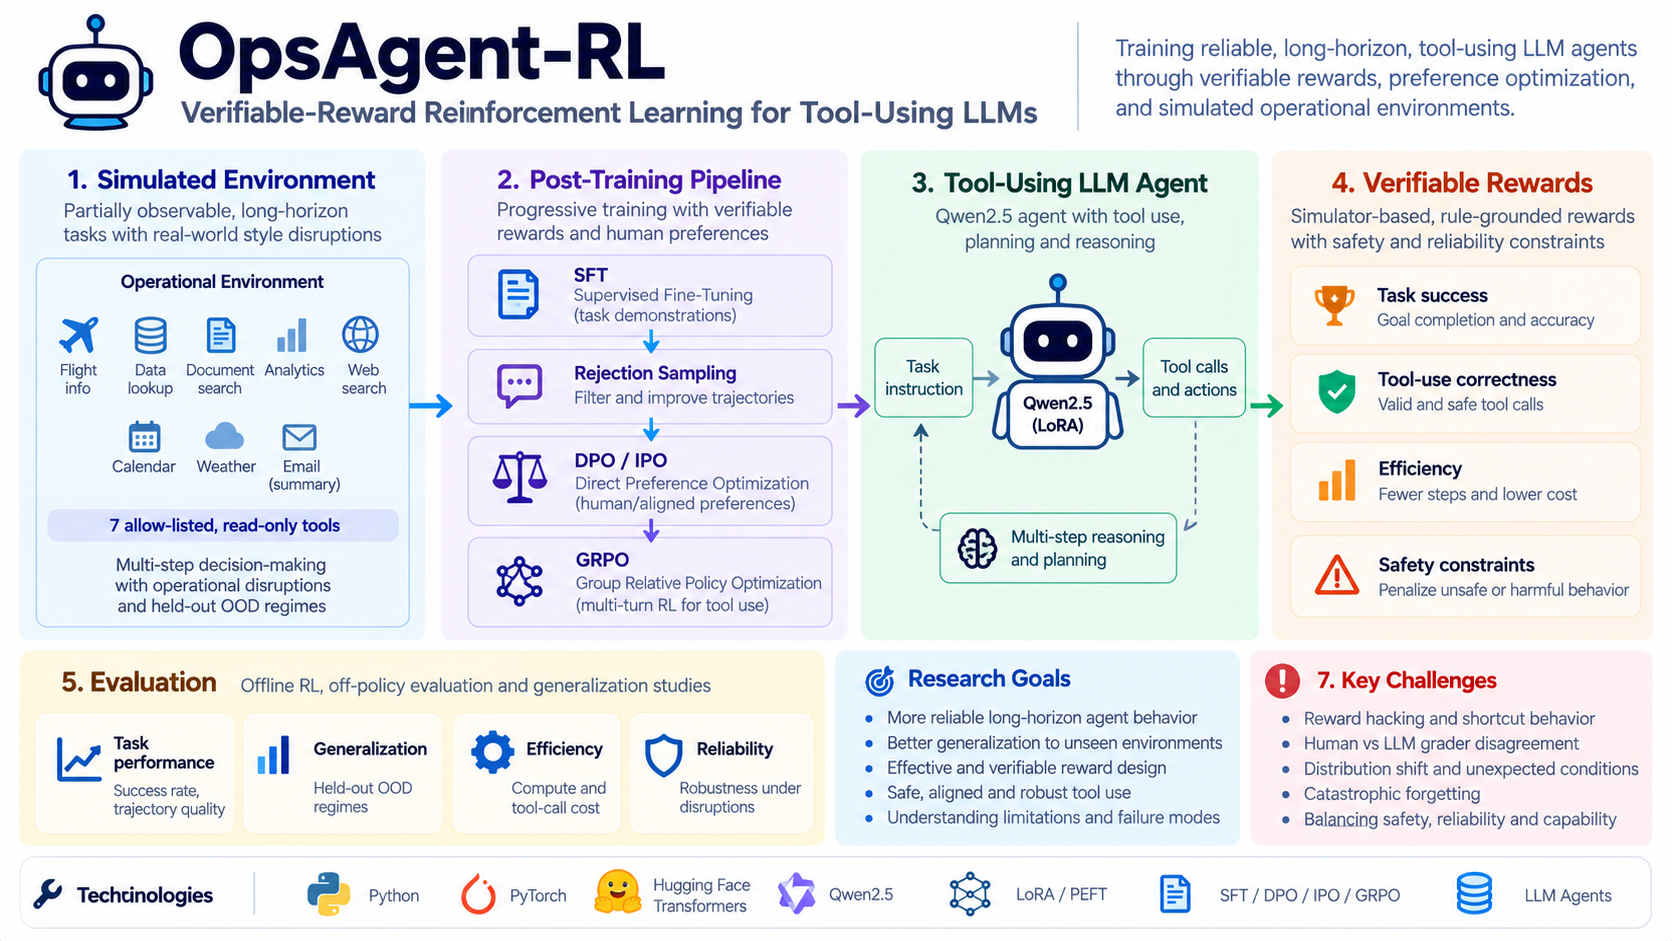 OpsAgent-RL
Verifiable-Reward Reinforcement Learning for Tool-Using LLMs
Training reliable, long-horizon, tool-using LLM agents
through verifiable rewards, preference optimization,
and simulated operational environments.
1. Simulated Environment
Partially observable, long-horizon
tasks with real-world style disruptions
Operational Environment
Flight
info
Data
lookup
Document
search
Analytics
Web
search
Calendar
Weather
Email
(summary)
7 allow-listed, read-only tools
Multi-step decision-making
with operational disruptions
and held-out OOD regimes
2. Post-Training Pipeline
Progressive training with verifiable
rewards and human preferences
SFT
Supervised Fine-Tuning
(task demonstrations)
Rejection Sampling
Filter and improve trajectories
DPO / IPO
Direct Preference Optimization
(human/aligned preferences)
GRPO
Group Relative Policy Optimization
(multi-turn RL for tool use)
3. Tool-Using LLM Agent
Qwen2.5 agent with tool use,
planning and reasoning
Task
instruction
Qwen2.5
(LoRA)
Tool calls
and actions
Multi-step reasoning
and planning
4. Verifiable Rewards
Simulator-based, rule-grounded rewards
with safety and reliability constraints
Task success
Goal completion and accuracy
Tool-use correctness
Valid and safe tool calls
Efficiency
Fewer steps and lower cost
Safety constraints
Penalize unsafe or harmful behavior
5. Evaluation
Offline RL, off-policy evaluation and generalization studies
Task
performance
Success rate,
trajectory quality
Generalization
Held-out OOD
regimes
Efficiency
Compute and
tool-call cost
Reliability
Robustness under
disruptions
Research Goals
• More reliable long-horizon agent behavior
• Better generalization to unseen environments
• Effective and verifiable reward design
• Safe, aligned and robust tool use
• Understanding limitations and failure modes
7. Key Challenges
• Reward hacking and shortcut behavior
• Human vs LLM grader disagreement
• Distribution shift and unexpected conditions
• Catastrophic forgetting
• Balancing safety, reliability and capability
Techcinologies
Python
PyTorch
Hugging Face
Transformers
Qwen2.5
LoRA / PEFT
SFT / DPO / IPO / GRPO
LLM Agents